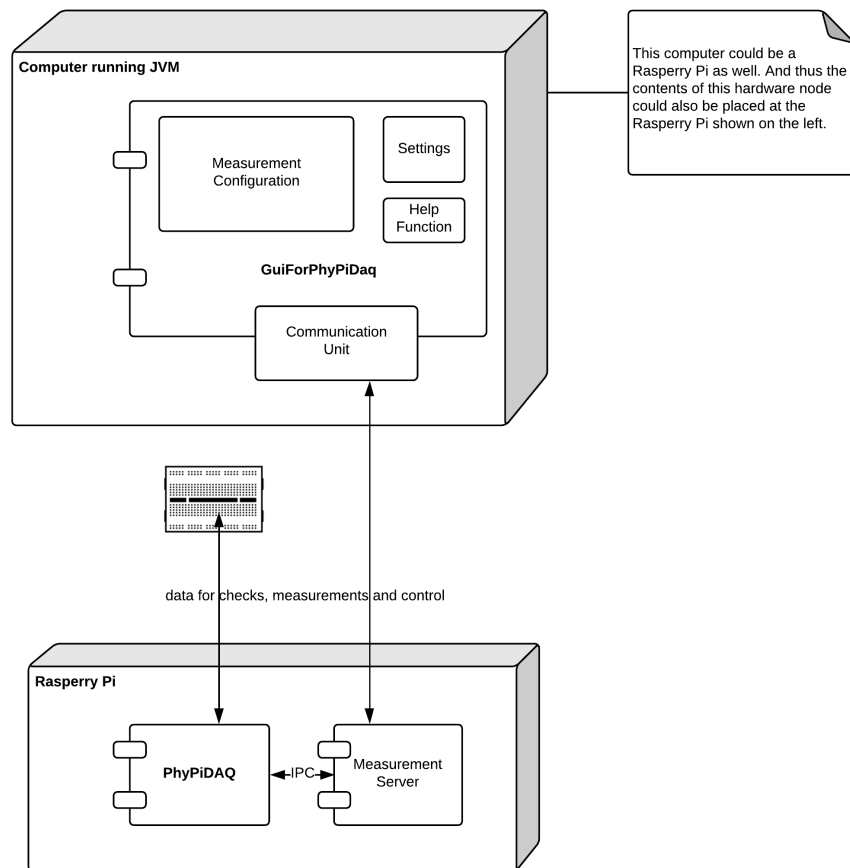 Computer running JVM
This computer could be a
Rasperry Pi as well. And thus the
contents of this hardware node
could also be placed at the
Rasperry Pi shown on the left.
Measurement
Configuration
Settings
Help
Function
GuiForPhyPiDaq
Communication
Unit
data for checks, measurements and control
Rasperry Pi
PhyPiDAQ
IPC
Measurement
Server